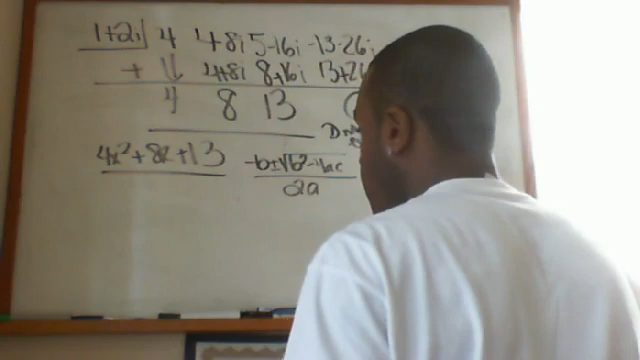 1+2i| 4 4-8i 5-16i -13-26i
+ ↓ 4+8i 8+16i 13+26
4 8 13
4x²+8x+13
-b±√b²-4ac
2a